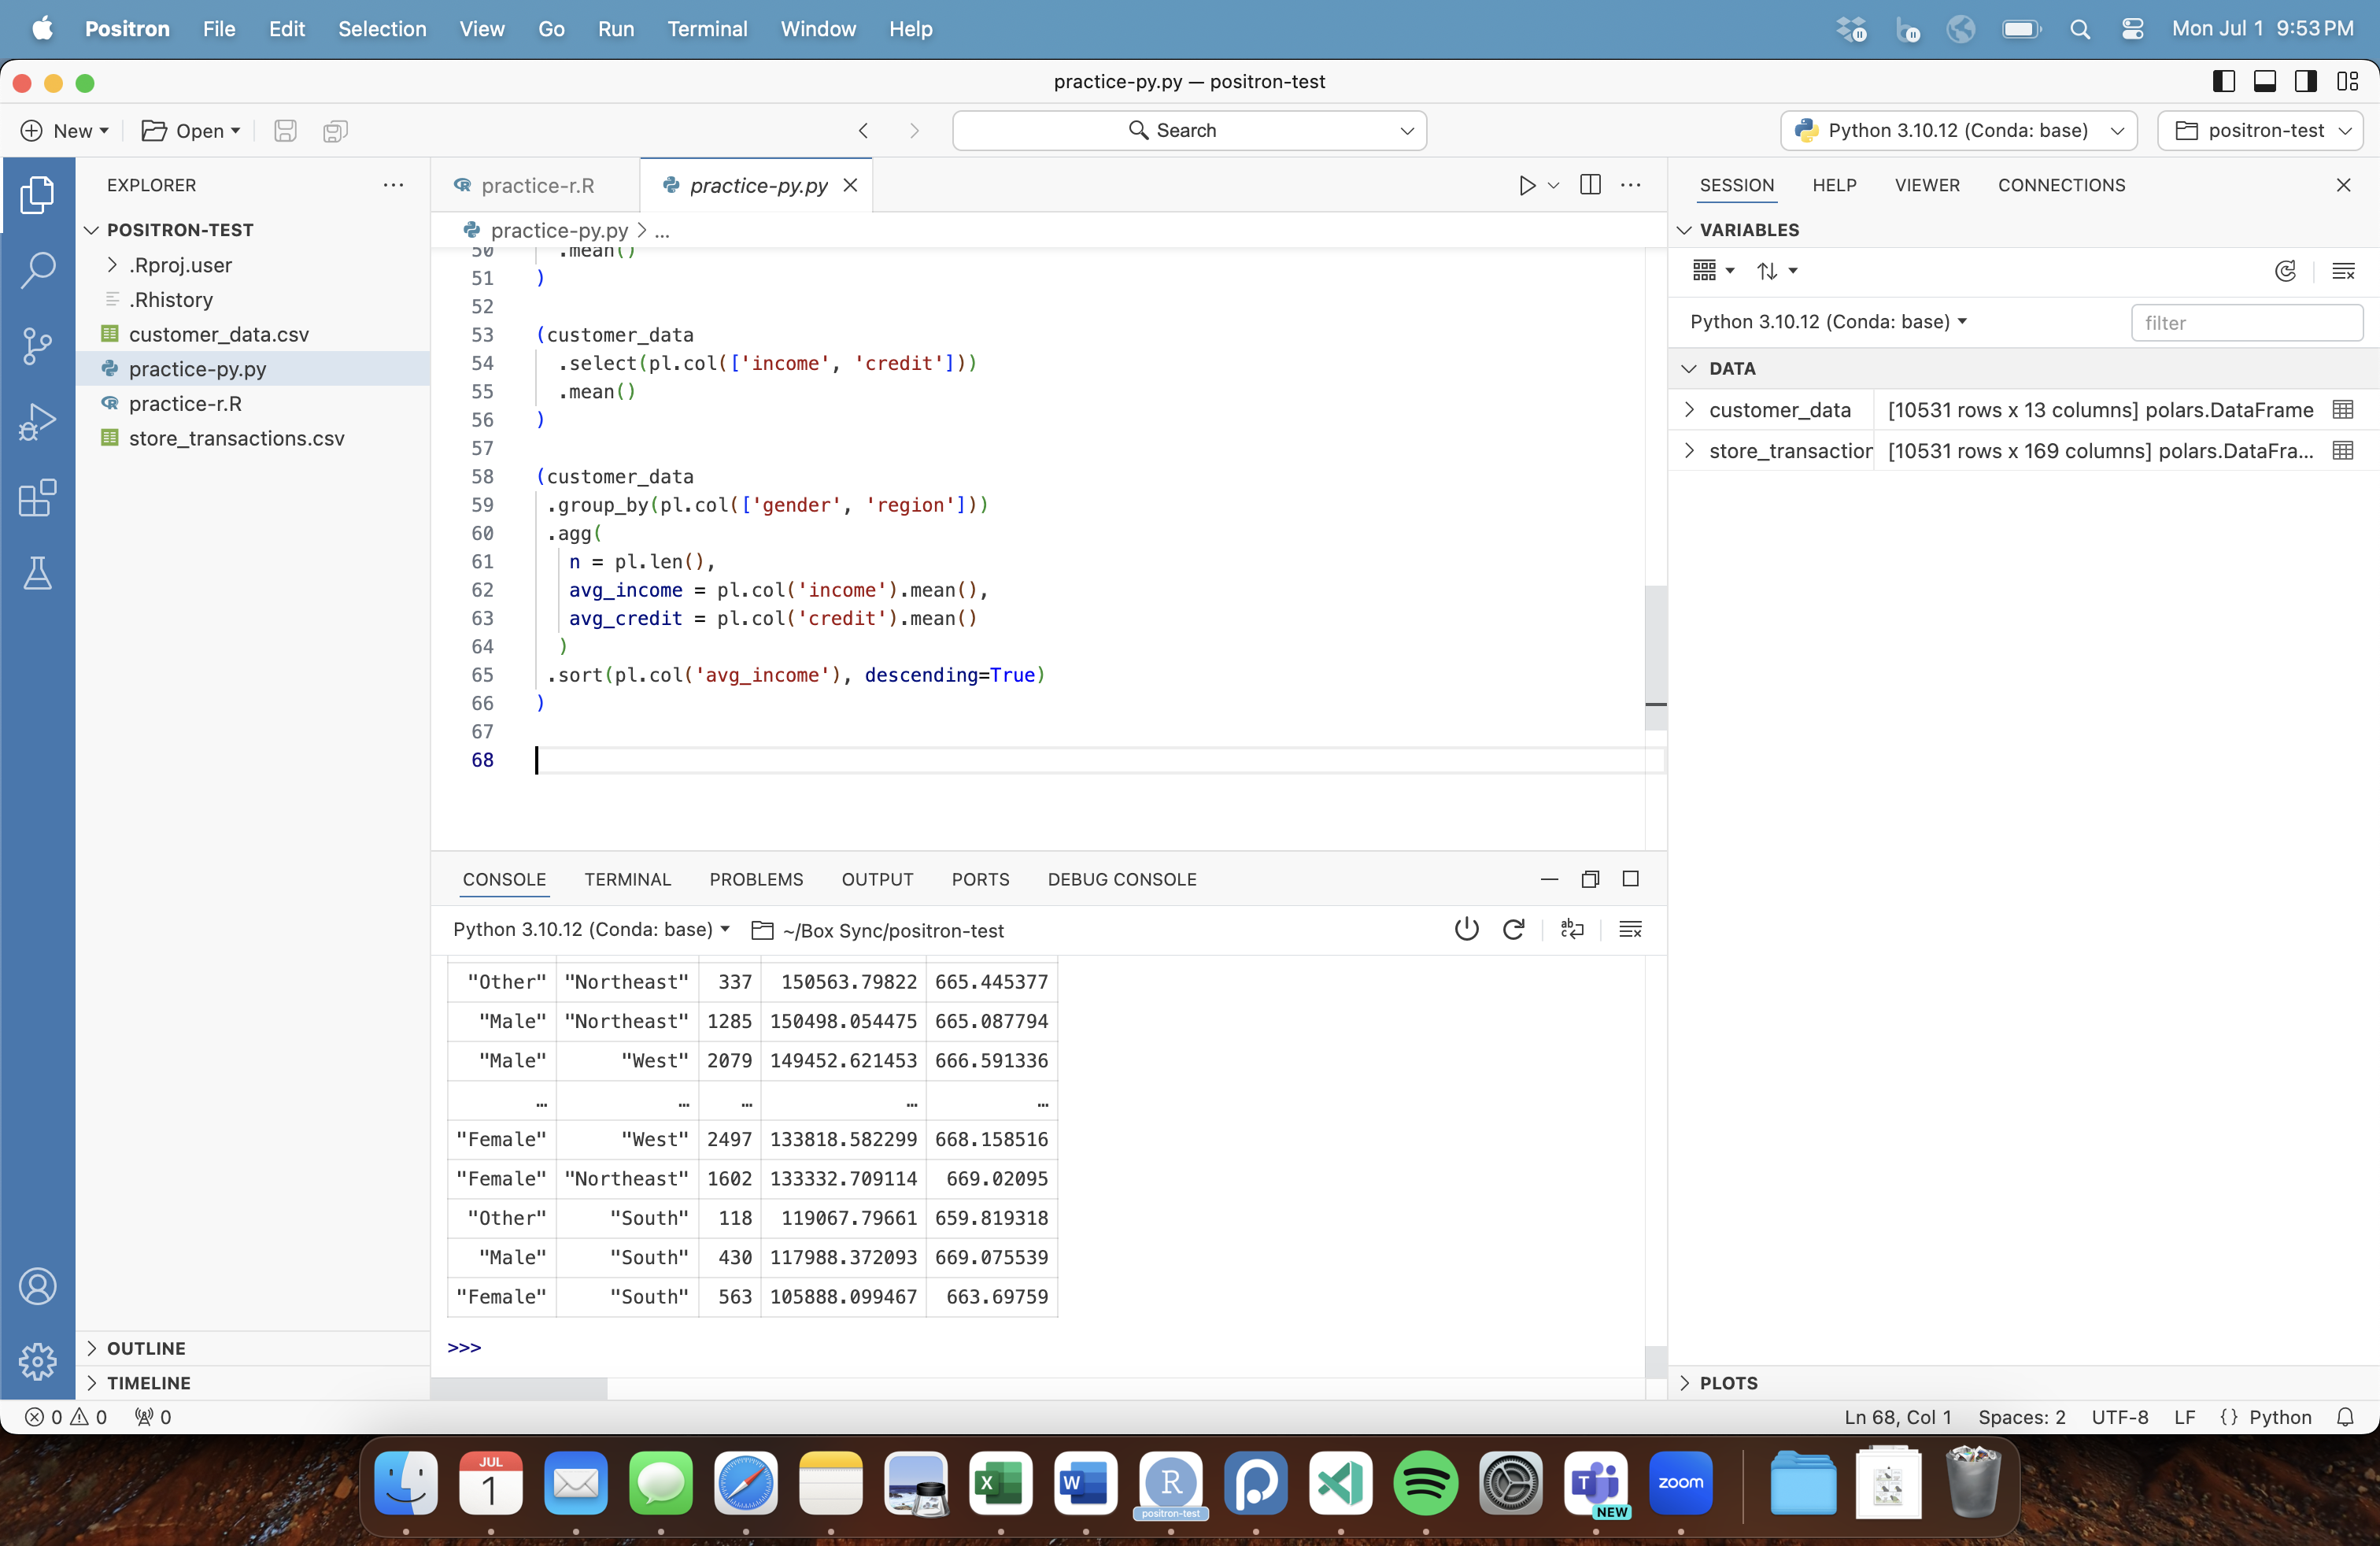 Positron File Edit Selection View Go Run Terminal Window Help Mon Jul 1 9:53 PM
practice-py.py — positron-test
New Open Search Python 3.10.12 (Conda: base) positron-test
EXPLORER ...
POSITRON-TEST
.Rproj.user
.Rhistory
customer_data.csv
practice-py.py
practice-r.R
store_transactions.csv
OUTLINE
TIMELINE
practice-r.R practice-py.py
practice-py.py > ...
50 .mean()
51 )
52
53 (customer_data
54 .select(pl.col(['income', 'credit']))
55 .mean()
56 )
57
58 (customer_data
59 .group_by(pl.col(['gender', 'region']))
60 .agg(
61 n = pl.len(),
62 avg_income = pl.col('income').mean(),
63 avg_credit = pl.col('credit').mean()
64 )
65 .sort(pl.col('avg_income'), descending=True)
66 )
67
68
CONSOLE TERMINAL PROBLEMS OUTPUT PORTS DEBUG CONSOLE
Python 3.10.12 (Conda: base) ~/Box Sync/positron-test
"Other" "Northeast" 337 150563.79822 665.445377
"Male" "Northeast" 1285 150498.054475 665.087794
"Male" "West" 2079 149452.621453 666.591336
… … … … …
"Female" "West" 2497 133818.582299 668.158516
"Female" "Northeast" 1602 133332.709114 669.02095
"Other" "South" 118 119067.79661 659.819318
"Male" "South" 430 117988.372093 669.075539
"Female" "South" 563 105888.099467 663.69759
>>>
SESSION HELP VIEWER CONNECTIONS
VARIABLES
Python 3.10.12 (Conda: base) filter
DATA
customer_data [10531 rows x 13 columns] polars.DataFrame
store_transaction [10531 rows x 169 columns] polars.DataFra...
PLOTS
0 0 0 Ln 68, Col 1 Spaces: 2 UTF-8 LF {} Python
JUL
1
X W R positron-test T NEW zoom